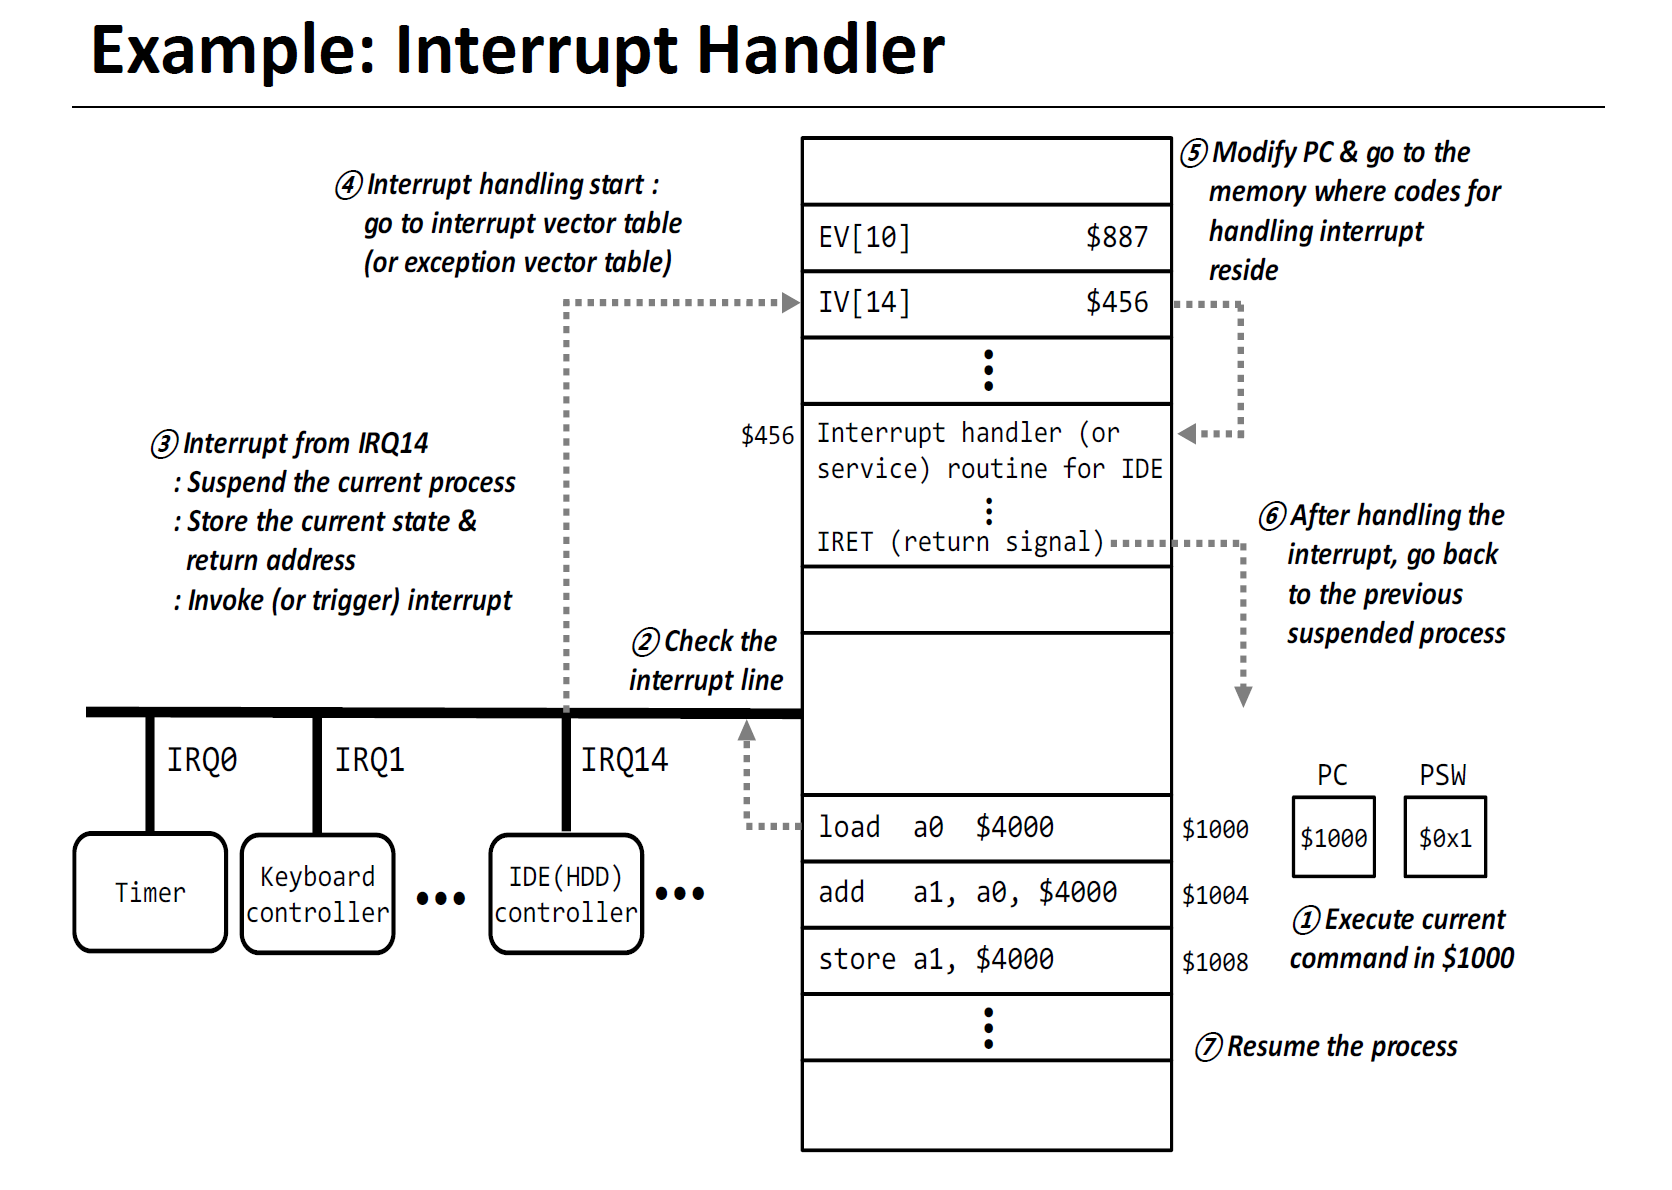 Example: Interrupt Handler
④ Interrupt handling start :
go to interrupt vector table
(or exception vector table)
⑤ Modify PC & go to the
memory where codes for
handling interrupt
reside
EV[10] $887
IV[14] $456
③ Interrupt from IRQ14
: Suspend the current process
: Store the current state &
return address
: Invoke (or trigger) interrupt
$456
Interrupt handler (or
service) routine for IDE
IRET (return signal)
⑥ After handling the
interrupt, go back
to the previous
suspended process
② Check the
interrupt line
IRQ0
IRQ1
IRQ14
Timer
Keyboard
controller
IDE(HDD)
controller
load a0 $4000
$1000
add a1, a0, $4000
$1004
store a1, $4000
$1008
PC
PSW
$1000
$0x1
① Execute current
command in $1000
⑦ Resume the process